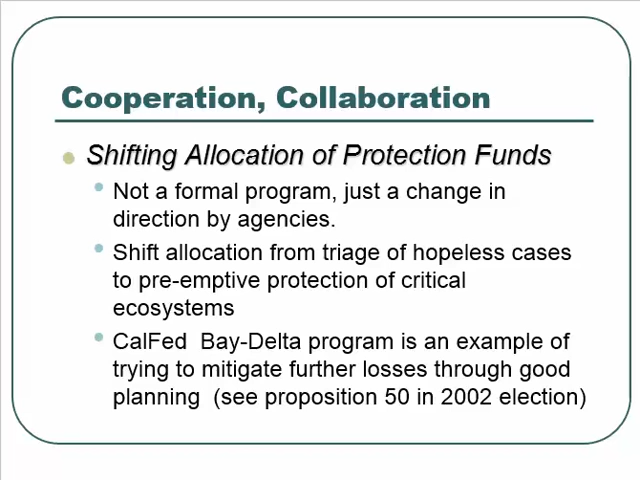 Cooperation, Collaboration
Shifting Allocation of Protection Funds
Not a formal program, just a change in
direction by agencies.
Shift allocation from triage of hopeless cases
to pre-emptive protection of critical
ecosystems
CalFed  Bay-Delta program is an example of
trying to mitigate further losses through good
planning  (see proposition 50 in 2002 election)